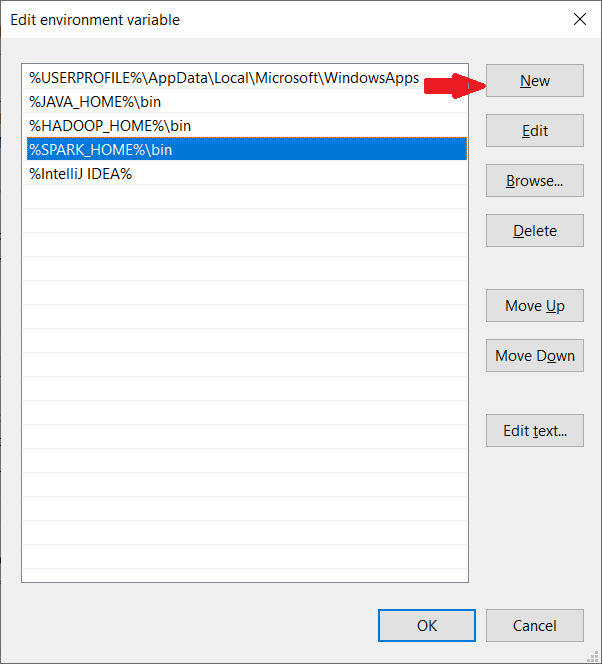 Edit environment variable
%USERPROFILE%\AppData\Local\Microsoft\WindowsApps
%JAVA_HOME%\bin
%HADOOP_HOME%\bin
%SPARK_HOME%\bin
%IntelliJ IDEA%
New
Edit
Browse...
Delete
Move Up
Move Down
Edit text...
OK
Cancel